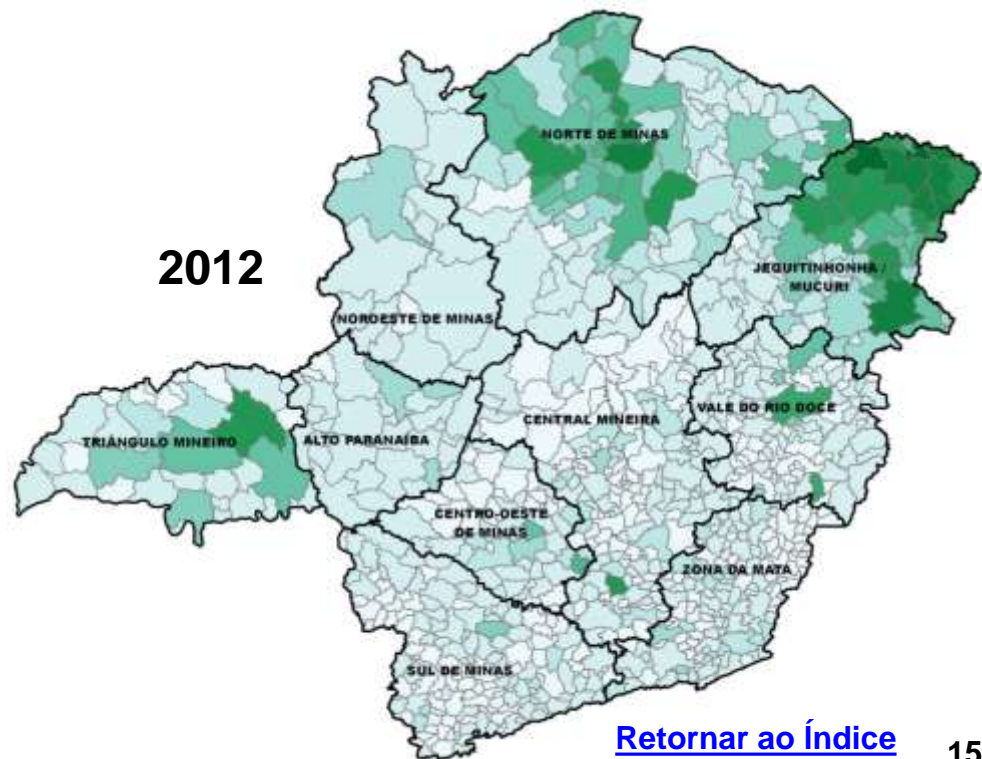 NORTE DE MINAS
2012
JEQUITINHONHA /
MUCURI
NOROESTE DE MINAS
TRIÂNGULO MINEIRO
ALTO PARANAÍBA
CENTRAL MINEIRA
VALE DO RIO DOCE
CENTRO-OESTE
DE MINAS
ZONA DA MATA
SUL DE MINAS
Retornar ao Índice
15